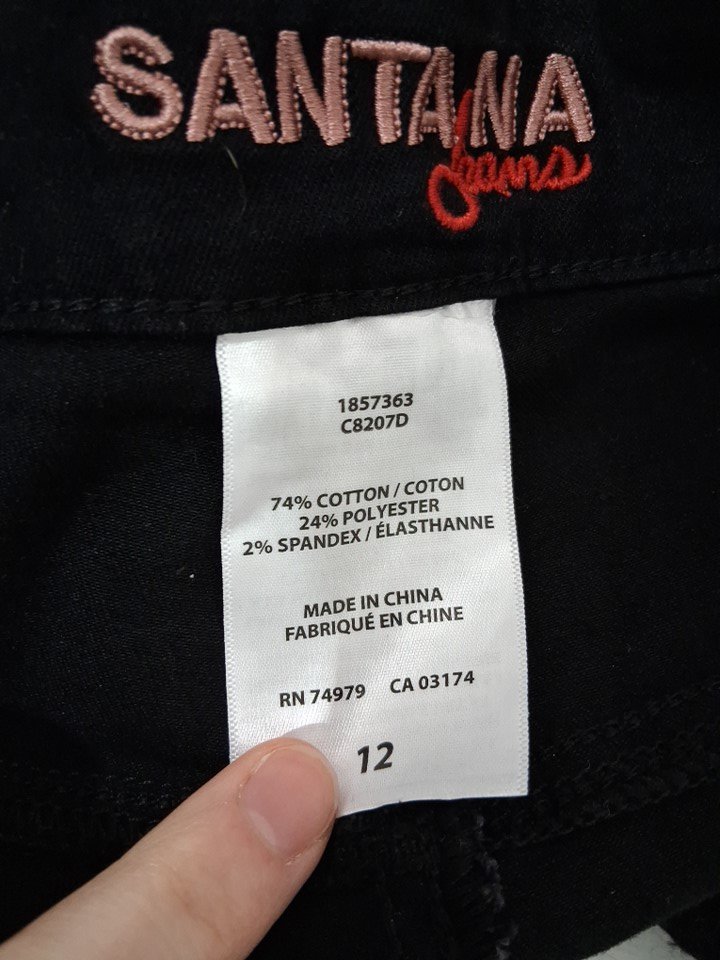 SANTANA
Jeans
1857363
C8207D
74% COTTON / COTON
24% POLYESTER
2% SPANDEX / ÉLASTHANNE
MADE IN CHINA
FABRIQUÉ EN CHINE
RN 74979 CA 03174
12